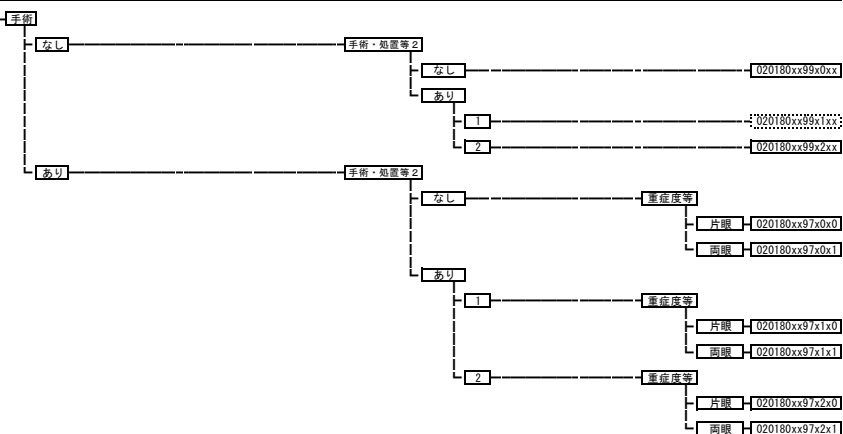 手術
なし 手術・処置等2
なし 020180xx99x0xx
あり
1 020180xx99x1xx
2 020180xx99x2xx
あり 手術・処置等2
なし 重症度等
片眼 020180xx97x0x0
両眼 020180xx97x0x1
あり
1 重症度等
片眼 020180xx97x1x0
両眼 020180xx97x1x1
2 重症度等
片眼 020180xx97x2x0
両眼 020180xx97x2x1